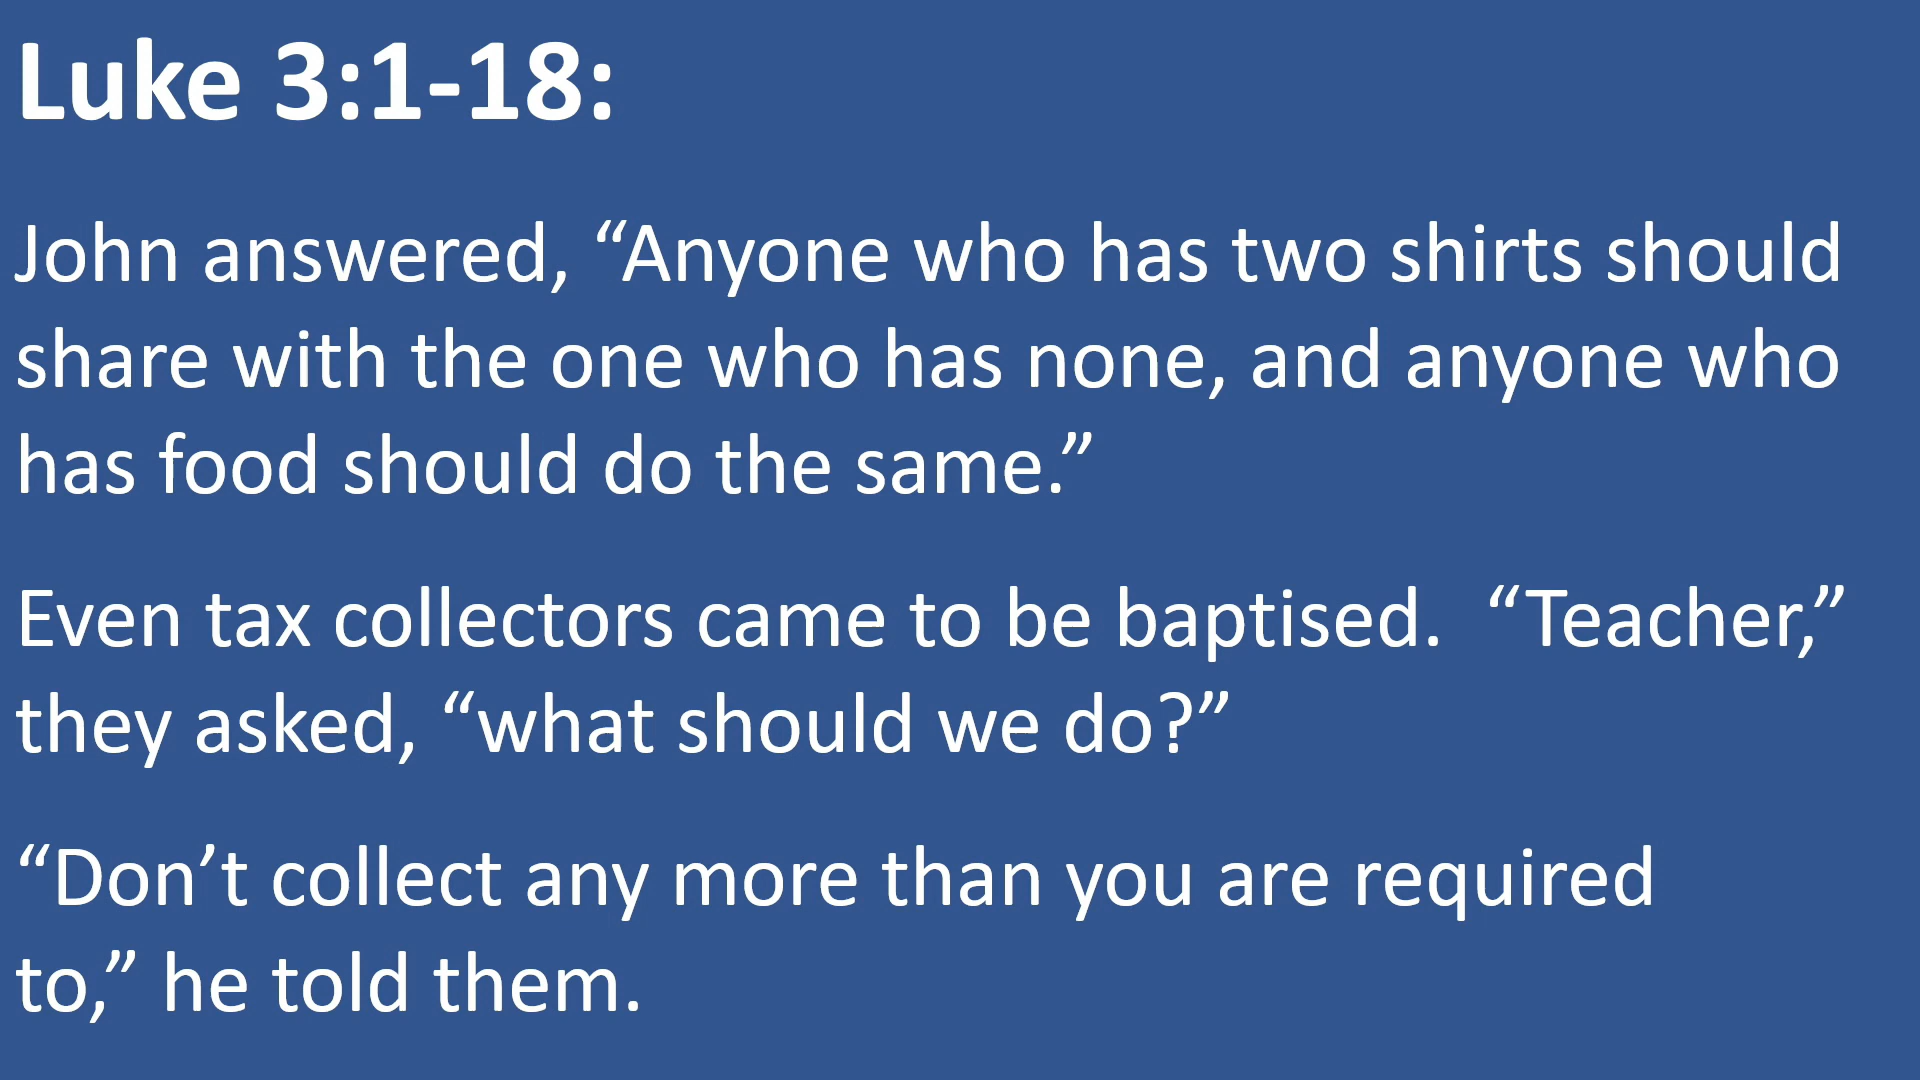 Luke 3:1-18:
John answered, “Anyone who has two shirts should
share with the one who has none, and anyone who
has food should do the same.”
Even tax collectors came to be baptised.  “Teacher,”
they asked, “what should we do?”
“Don’t collect any more than you are required
to,” he told them.